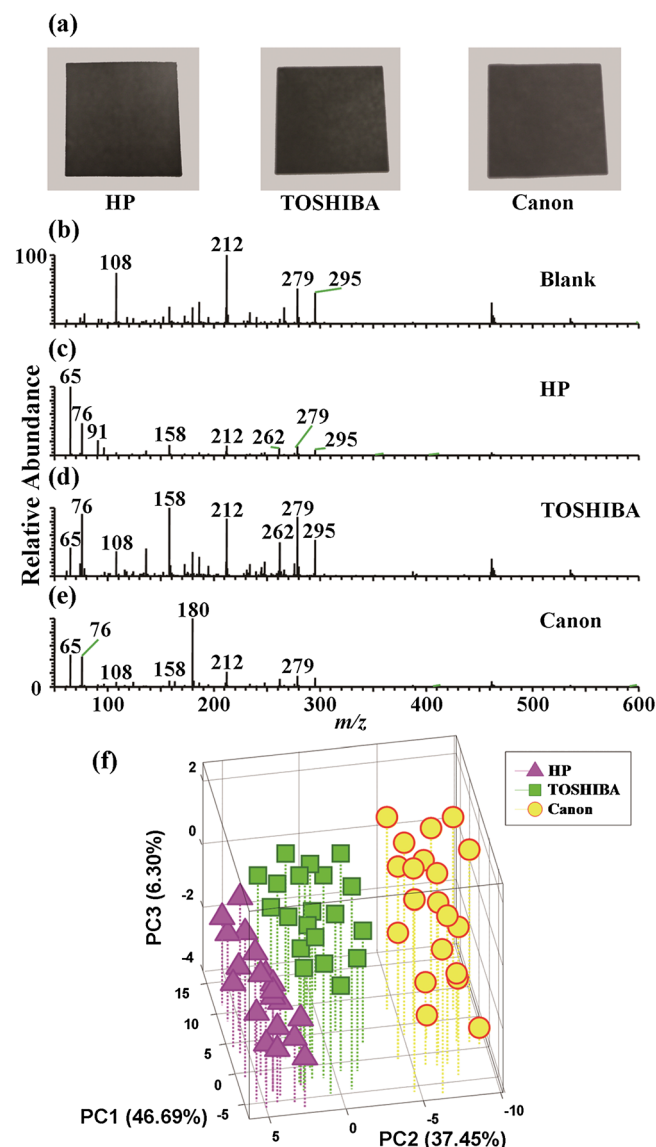 (a)
HP TOSHIBA Canon
(b)
100
108 212 279 295
Blank
(c)
65 76 91 158 212 262 279 295
HP
(d)
65 76 108 158 212 262 279 295
TOSHIBA
(e)
65 76 108 158 180 212 279
Canon
0
Relative Abundance
100 200 300 400 500 600
m/z
(f)
HP
TOSHIBA
Canon
2
0
-2
-4
PC3 (6.30%)
15
10
5
0
-5
PC1 (46.69%)
5 0 -5 -10
PC2 (37.45%)